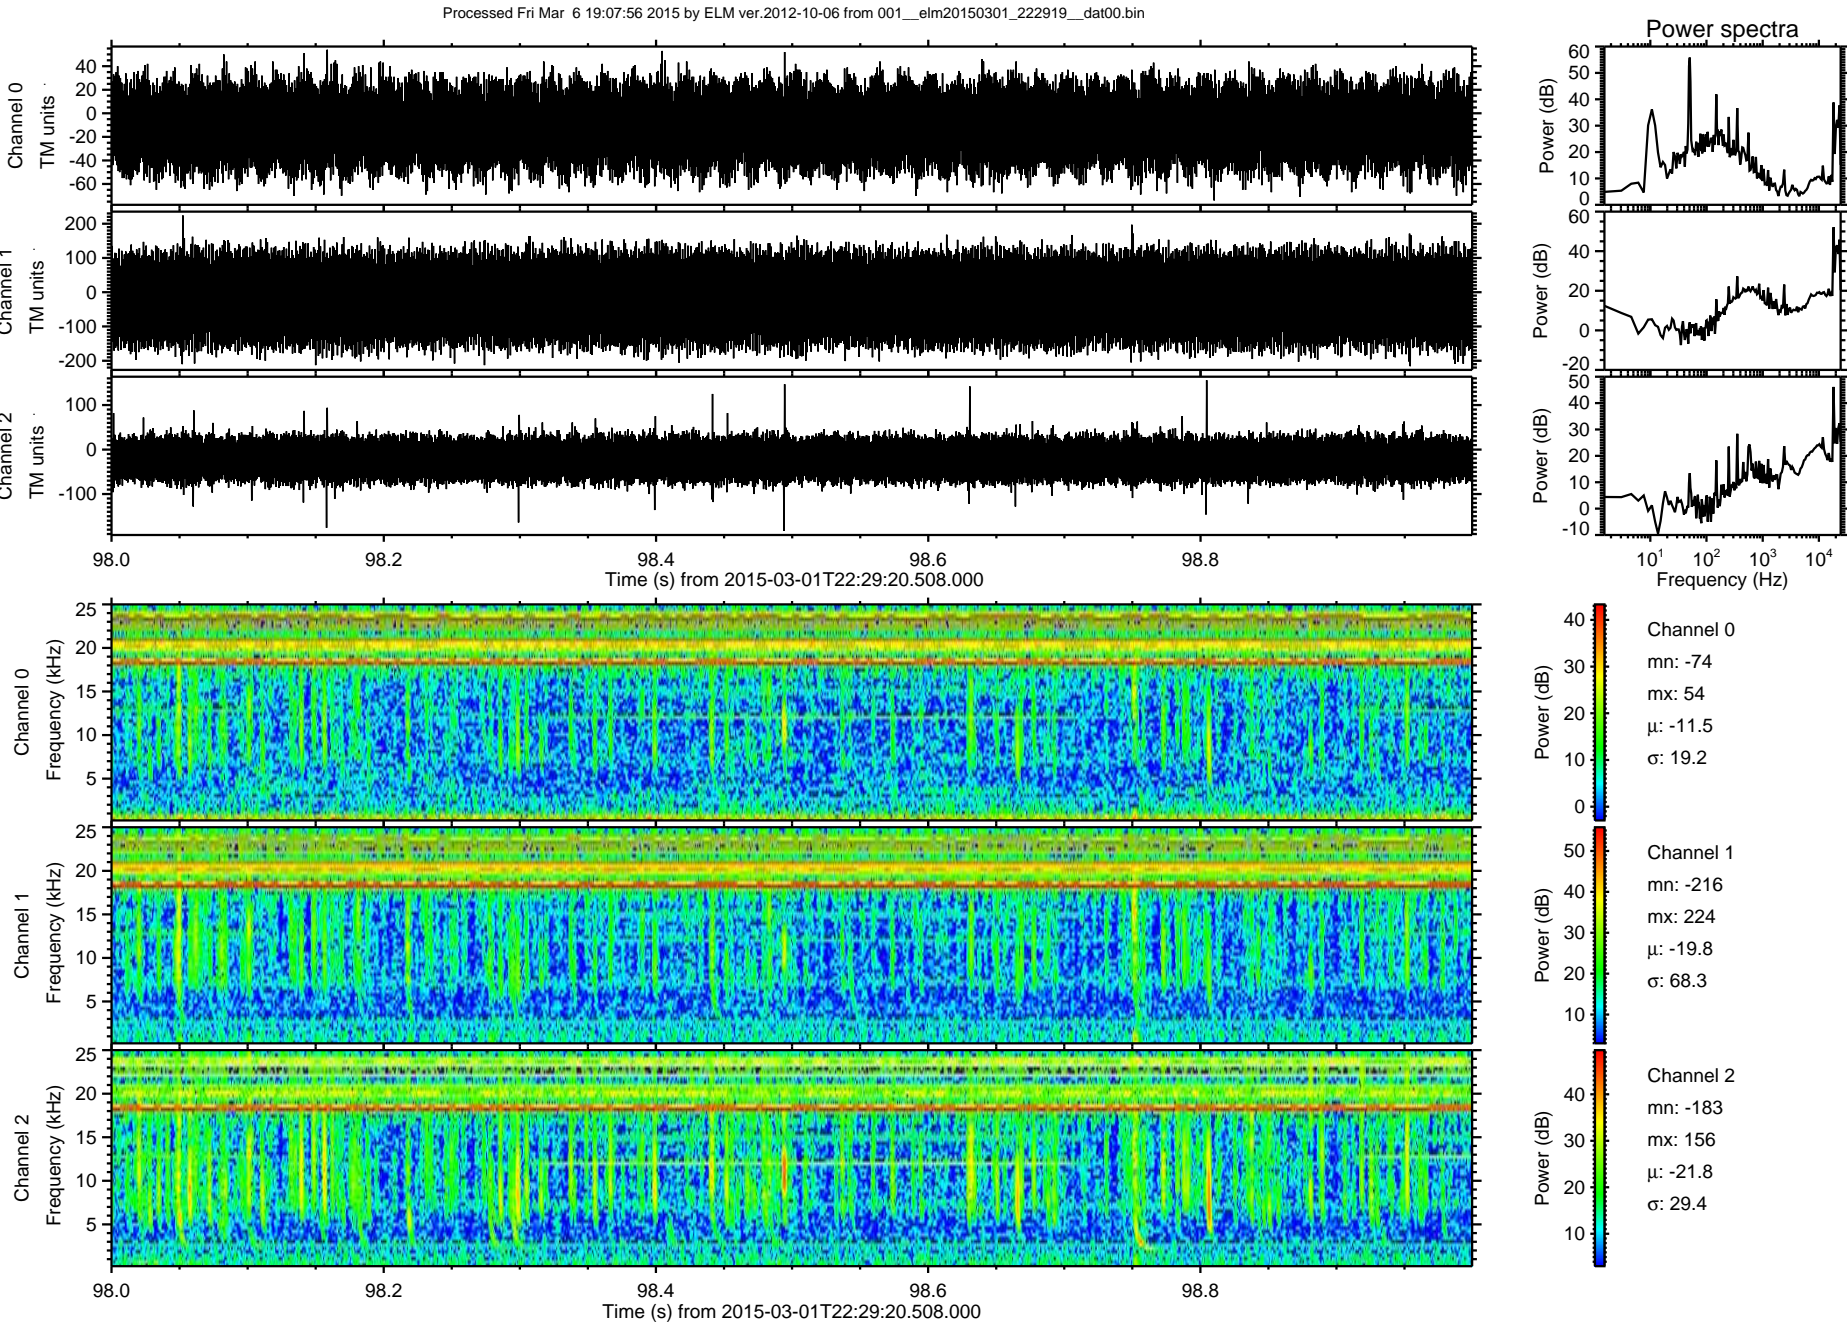 Processed Fri Mar 6 19:07:56 2015 by ELM ver.2012-10-06 from 001__elm20150301_222919__dat00.bin
Power spectra
Channel 0
TM units
40
20
0
-20
-40
-60
Power (dB)
60
50
40
30
20
10
0
Channel 1
TM units
200
100
0
-100
-200
Power (dB)
60
40
20
0
-20
Channel 2
TM units
100
0
-100
Power (dB)
50
40
30
20
10
0
-10
98.0 98.2 98.4 98.6 98.8
Time (s) from 2015-03-01T22:29:20.508.000
10^1 10^2 10^3 10^4
Frequency (Hz)
Channel 0
Frequency (kHz)
25
20
15
10
5
Power (dB)
40
30
20
10
0
Channel 0
mn: -74
mx: 54
μ: -11.5
σ: 19.2
Channel 1
Frequency (kHz)
25
20
15
10
5
Power (dB)
50
40
30
20
10
Channel 1
mn: -216
mx: 224
μ: -19.8
σ: 68.3
Channel 2
Frequency (kHz)
25
20
15
10
5
Power (dB)
40
30
20
10
Channel 2
mn: -183
mx: 156
μ: -21.8
σ: 29.4
98.0 98.2 98.4 98.6 98.8
Time (s) from 2015-03-01T22:29:20.508.000